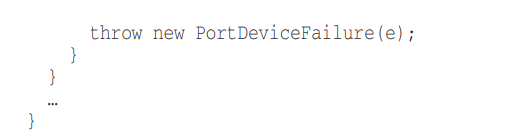 throw new PortDeviceFailure(e);
}
}
…
}